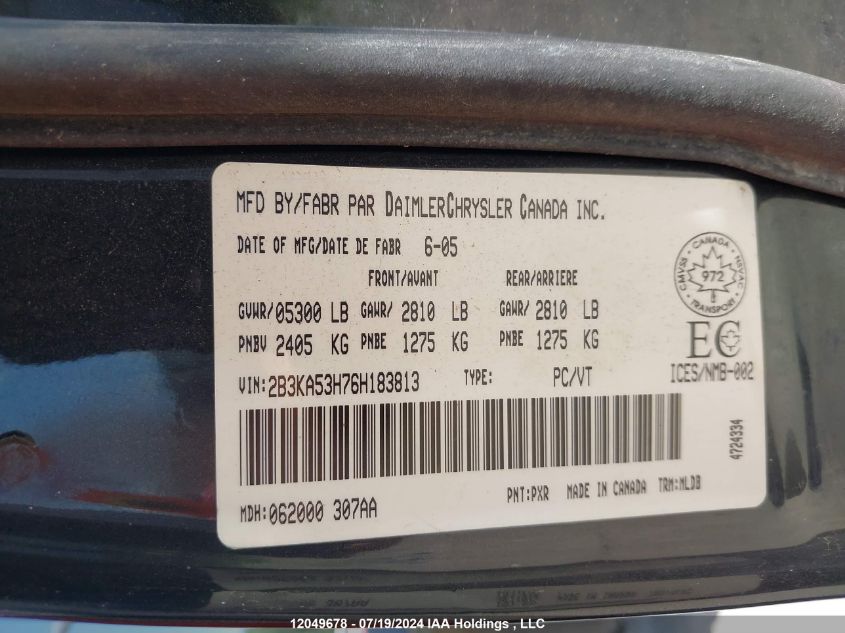 MFD BY/FABR PAR DAIMLERCHRYSLER CANADA INC.
DATE OF MFG/DATE DE FABR 6-05
FRONT/AVANT REAR/ARRIERE
GVWR/05300 LB GAWR/ 2810 LB GAWR/ 2810 LB
PNBV 2405 KG PNBE 1275 KG PNBE 1275 KG
VIN:2B3KA53H76H183813 TYPE: PC/VT
CANADA
CMVSS NSVAC
972
TRANSPORT
EC
ICES/NMB-002
4724334
PNT:PXR MADE IN CANADA TRM:MLDB
MDH:062000 307AA
12049678 - 07/19/2024 IAA Holdings , LLC